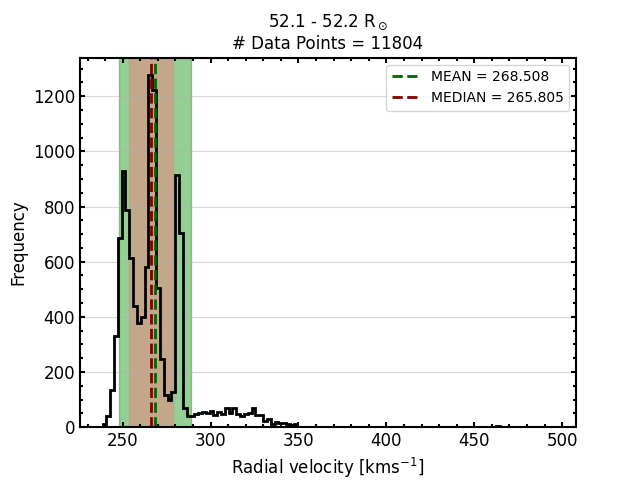 52.1 - 52.2 R⊙
# Data Points = 11804
MEAN = 268.508
MEDIAN = 265.805
Frequency
1200
1000
800
600
400
200
0
250 300 350 400 450 500
Radial velocity [kms⁻¹]